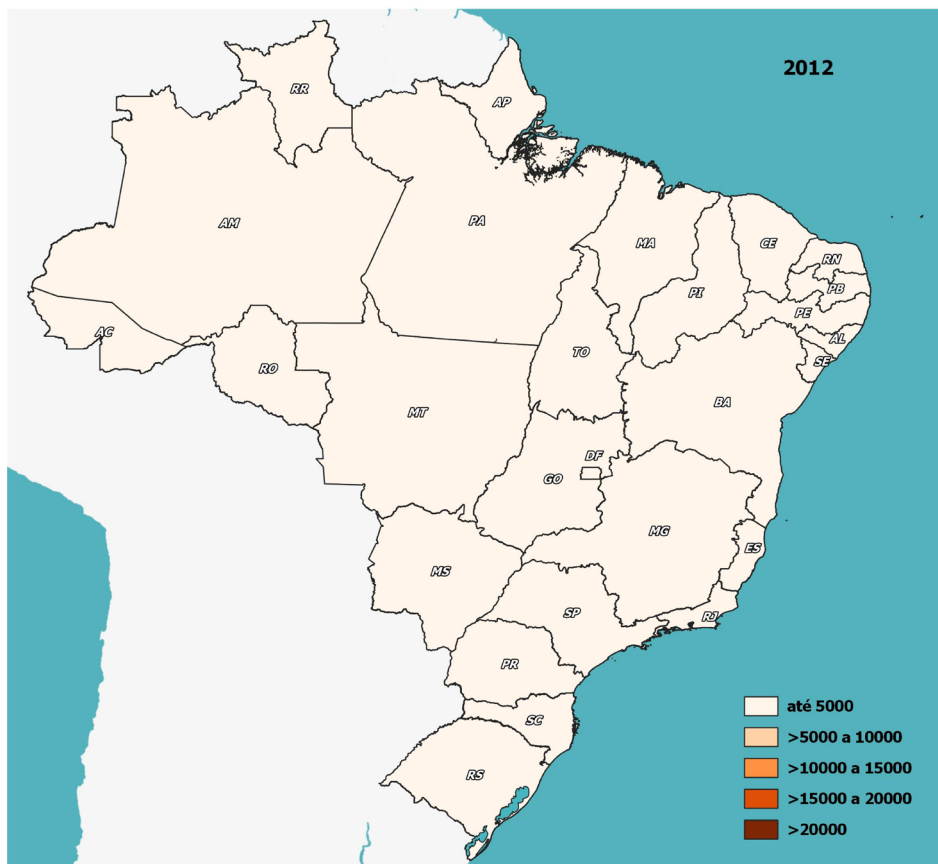 2012
RR
AP
AM
PA
MA
CE
RN
PB
PI
PE
AL
AC
SE
TO
RO
BA
MT
DF
GO
MG
ES
MS
SP
RJ
PR
SC
RS
até 5000
>5000 a 10000
>10000 a 15000
>15000 a 20000
>20000